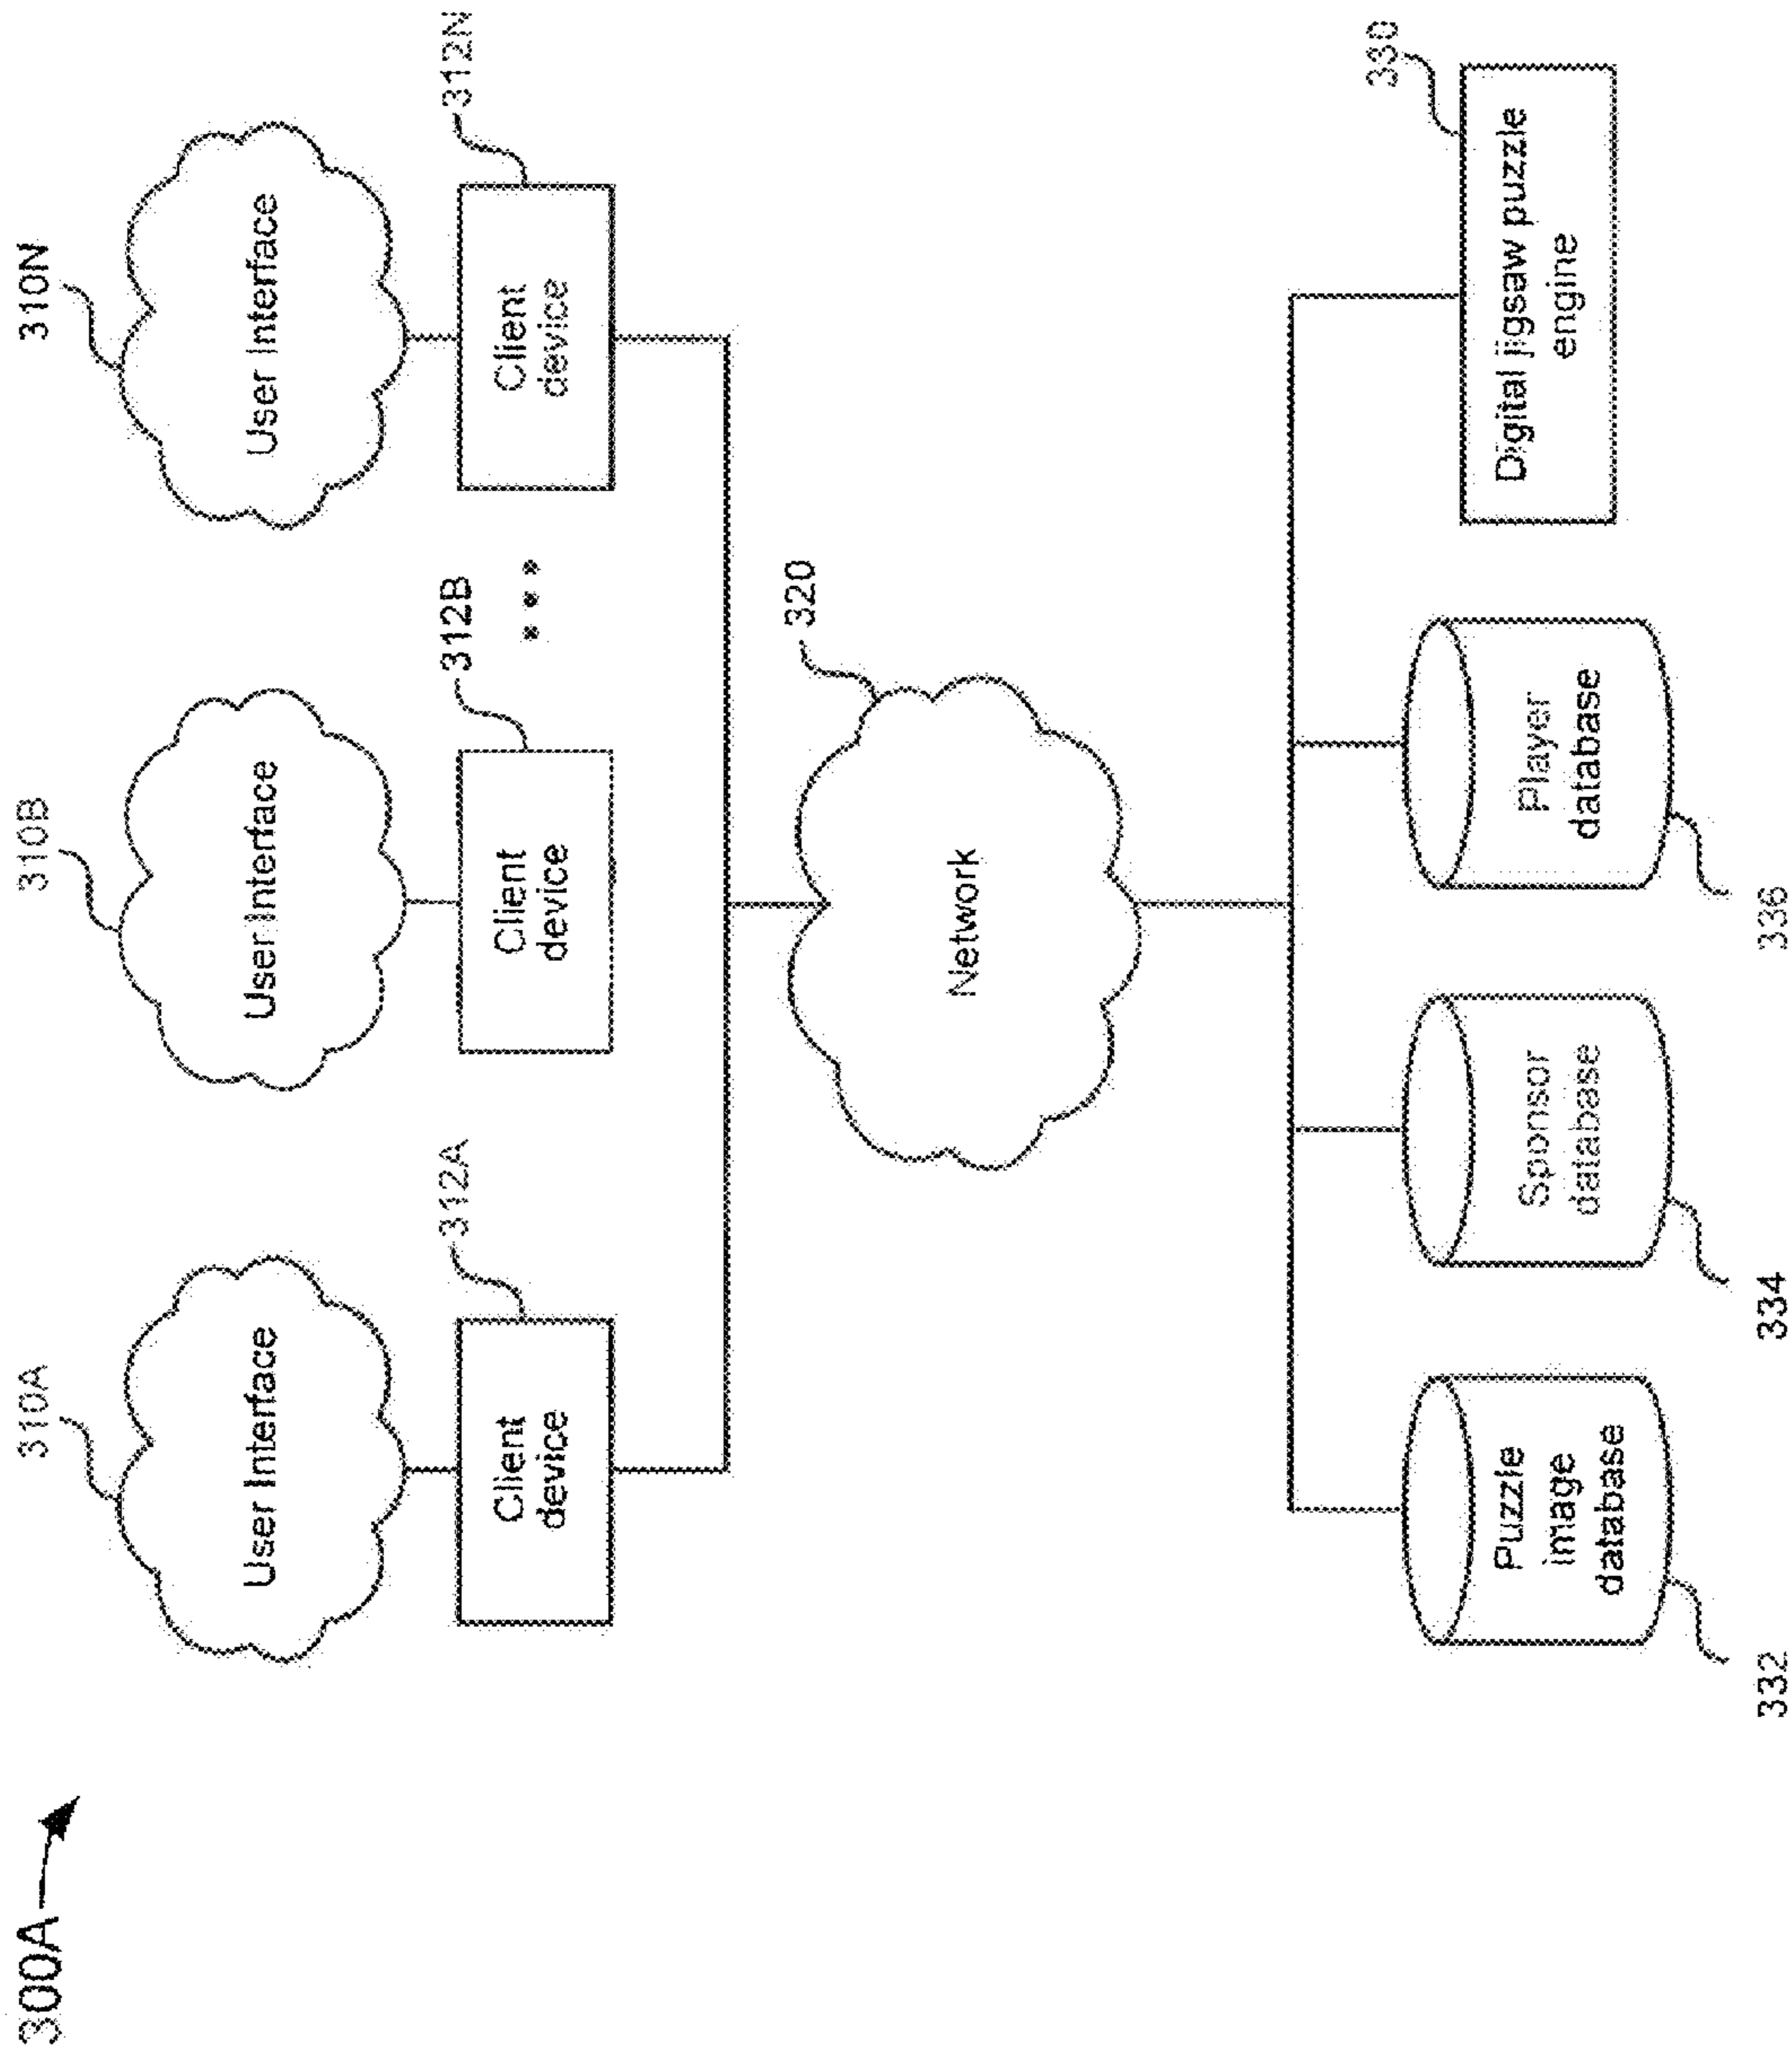 300A
310A
310B
310N
User Interface
User Interface
User Interface
312A
312B
312N
Client
device
Client
device
Client
device
320
Network
330
Puzzle
image
database
Sponsor
database
Player
database
Digital jigsaw puzzle
engine
332
334
336